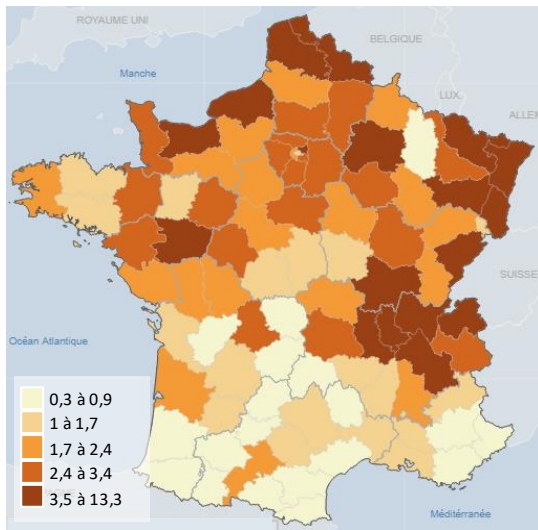 ROYAUME UNI
BELGIQUE
Manche
LUX.
ALLEM
SUISSE
Océan Atlantique
0,3 à 0,9
1 à 1,7
1,7 à 2,4
2,4 à 3,4
3,5 à 13,3
Méditérranée